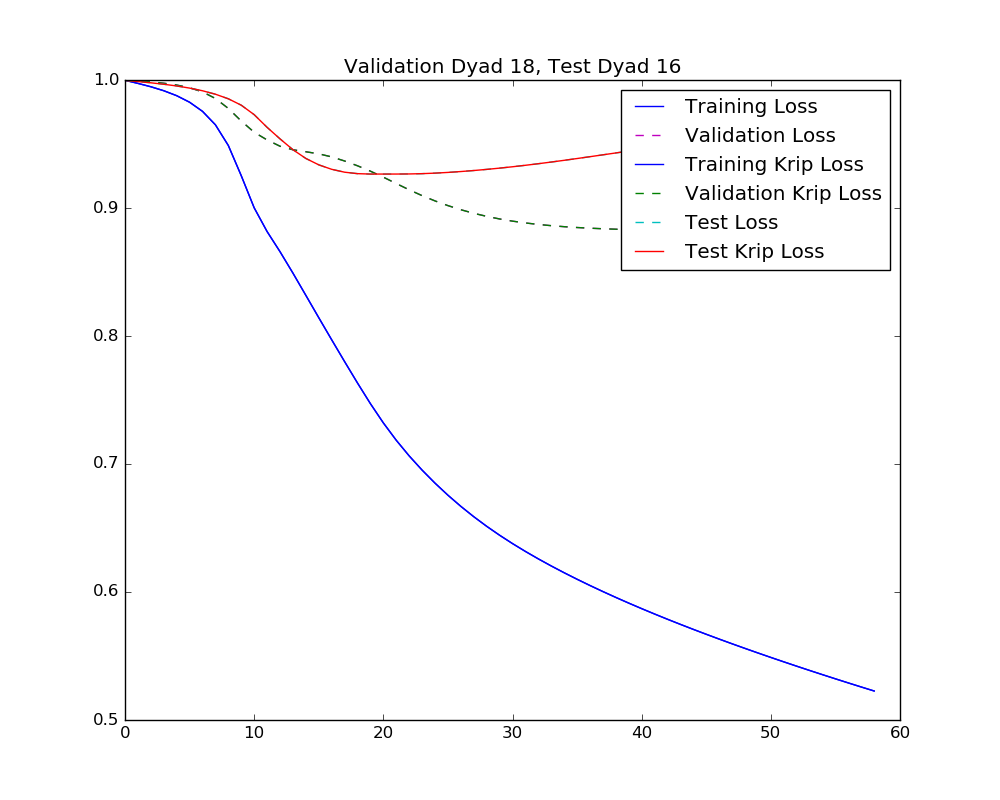 Validation Dyad 18, Test Dyad 16
1.0
0.9
0.8
0.7
0.6
0.5
0
10
20
30
40
50
60
Training Loss
Validation Loss
Training Krip Loss
Validation Krip Loss
Test Loss
Test Krip Loss